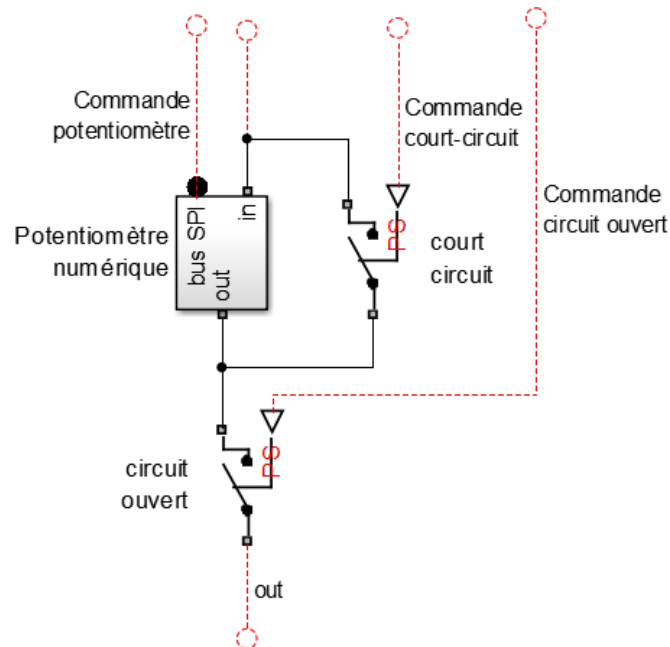 Commande
potentiomètre
Commande
court-circuit
Commande
circuit ouvert
Potentiomètre
numérique
bus SPI
in
out
PS
court
circuit
PS
circuit
ouvert
out